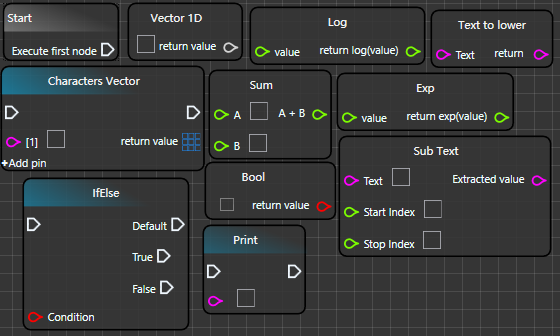 Start
Execute first node
Vector 1D
return value
Log
value return log(value)
Text to lower
Text return
Characters Vector
[1] return value
+Add pin
Sum
A A + B
B
Exp
value return exp(value)
Bool
return value
Sub Text
Text Extracted value
Start Index
Stop Index
IfElse
Default
True
False
Condition
Print